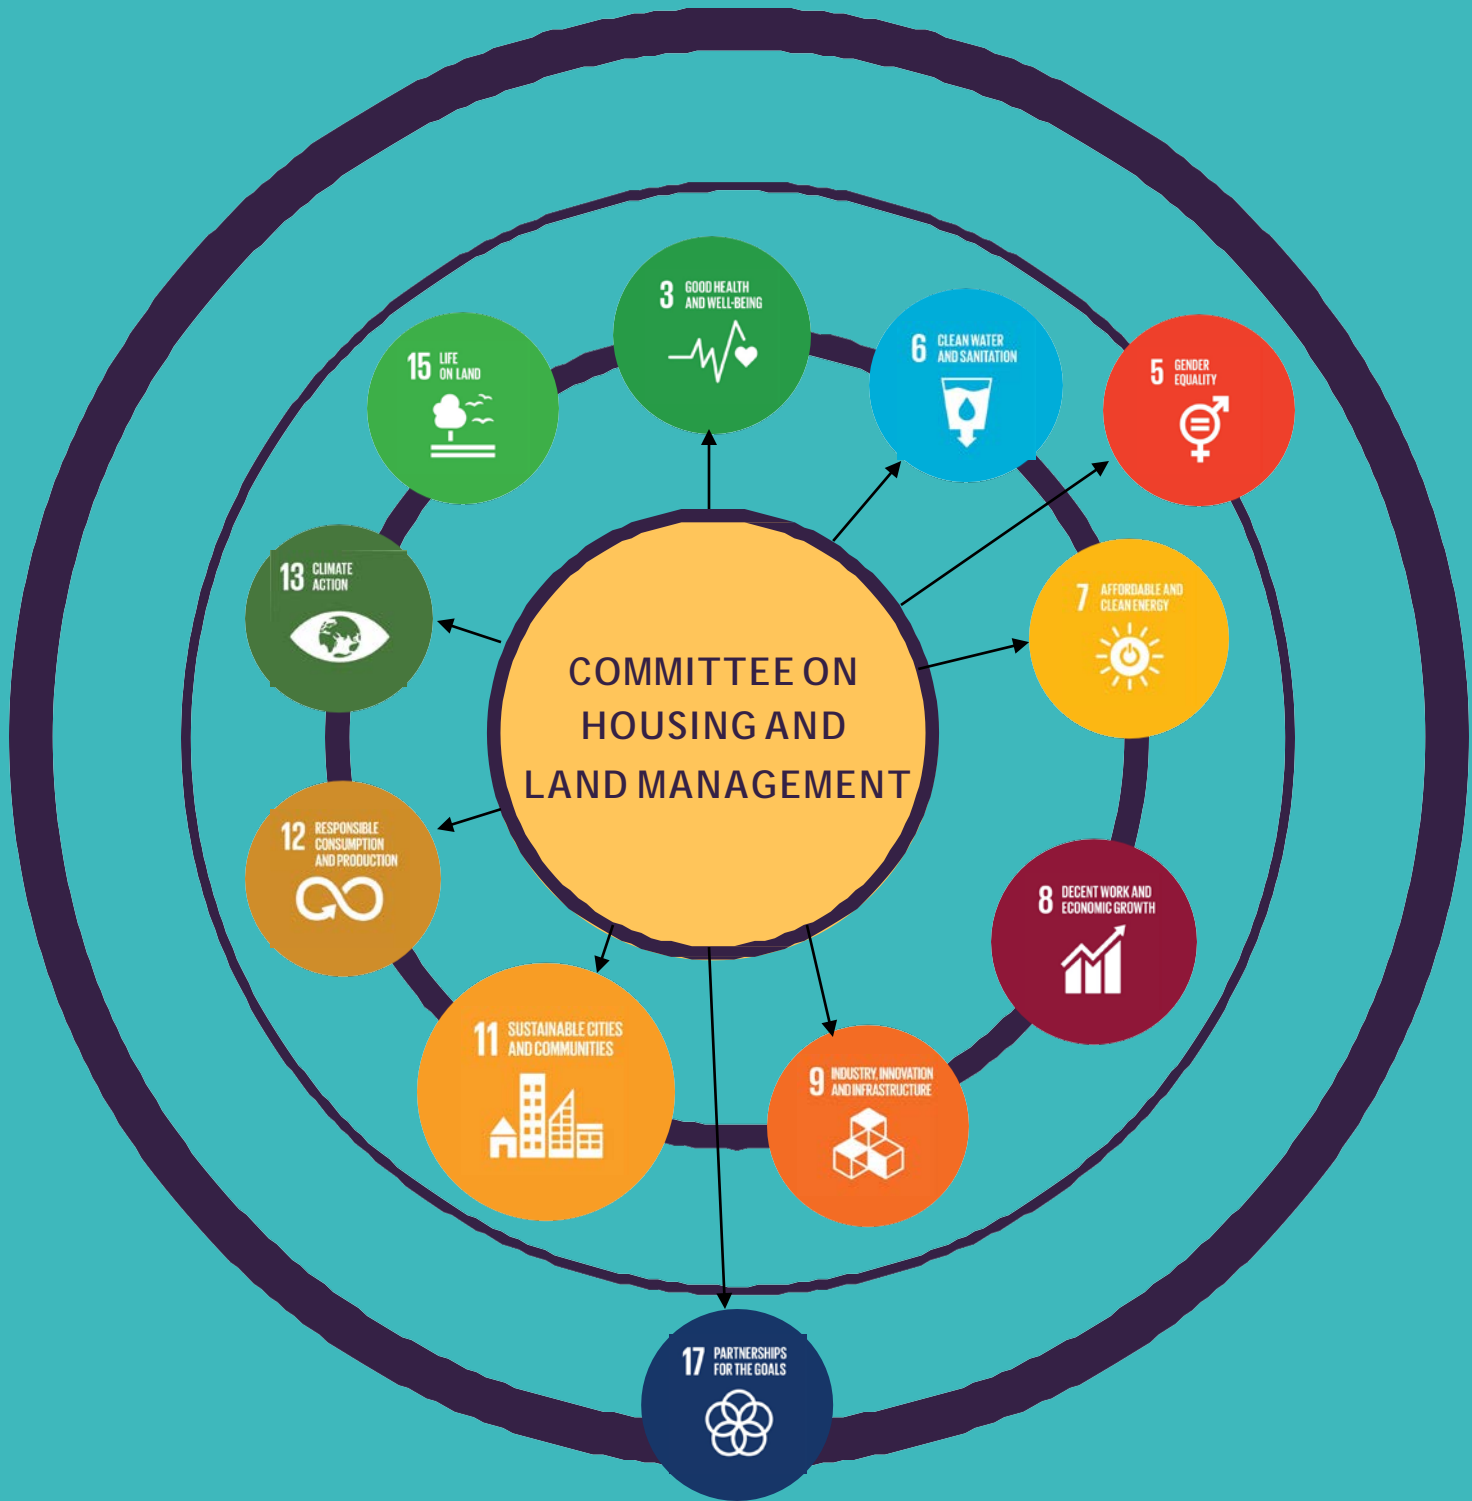 3 GOOD HEALTH
AND WELL-BEING
6 CLEAN WATER
AND SANITATION
15 LIFE
ON LAND
5 GENDER
EQUALITY
13 CLIMATE
ACTION
7 AFFORDABLE AND
CLEAN ENERGY
COMMITTEE ON
HOUSING AND
LAND MANAGEMENT
12 RESPONSIBLE
CONSUMPTION
AND PRODUCTION
8 DECENT WORK AND
ECONOMIC GROWTH
11 SUSTAINABLE CITIES
AND COMMUNITIES
9 INDUSTRY, INNOVATION
AND INFRASTRUCTURE
17 PARTNERSHIPS
FOR THE GOALS